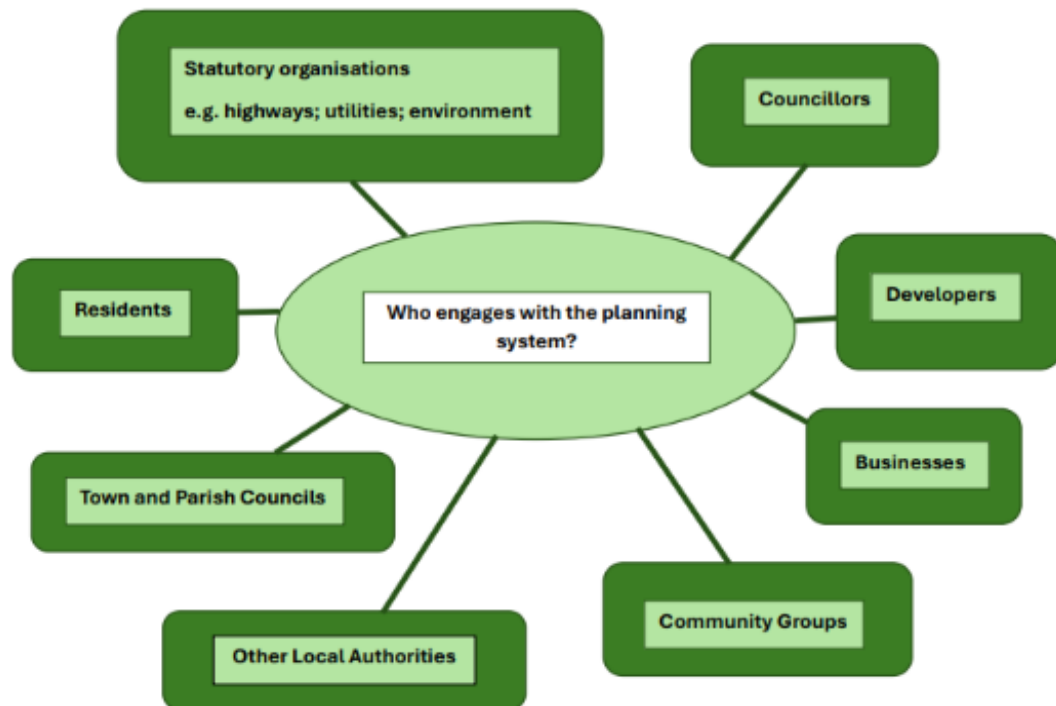 Statutory organisations
e.g. highways; utilities; environment
Councillors
Residents
Who engages with the planning
system?
Developers
Businesses
Town and Parish Councils
Community Groups
Other Local Authorities